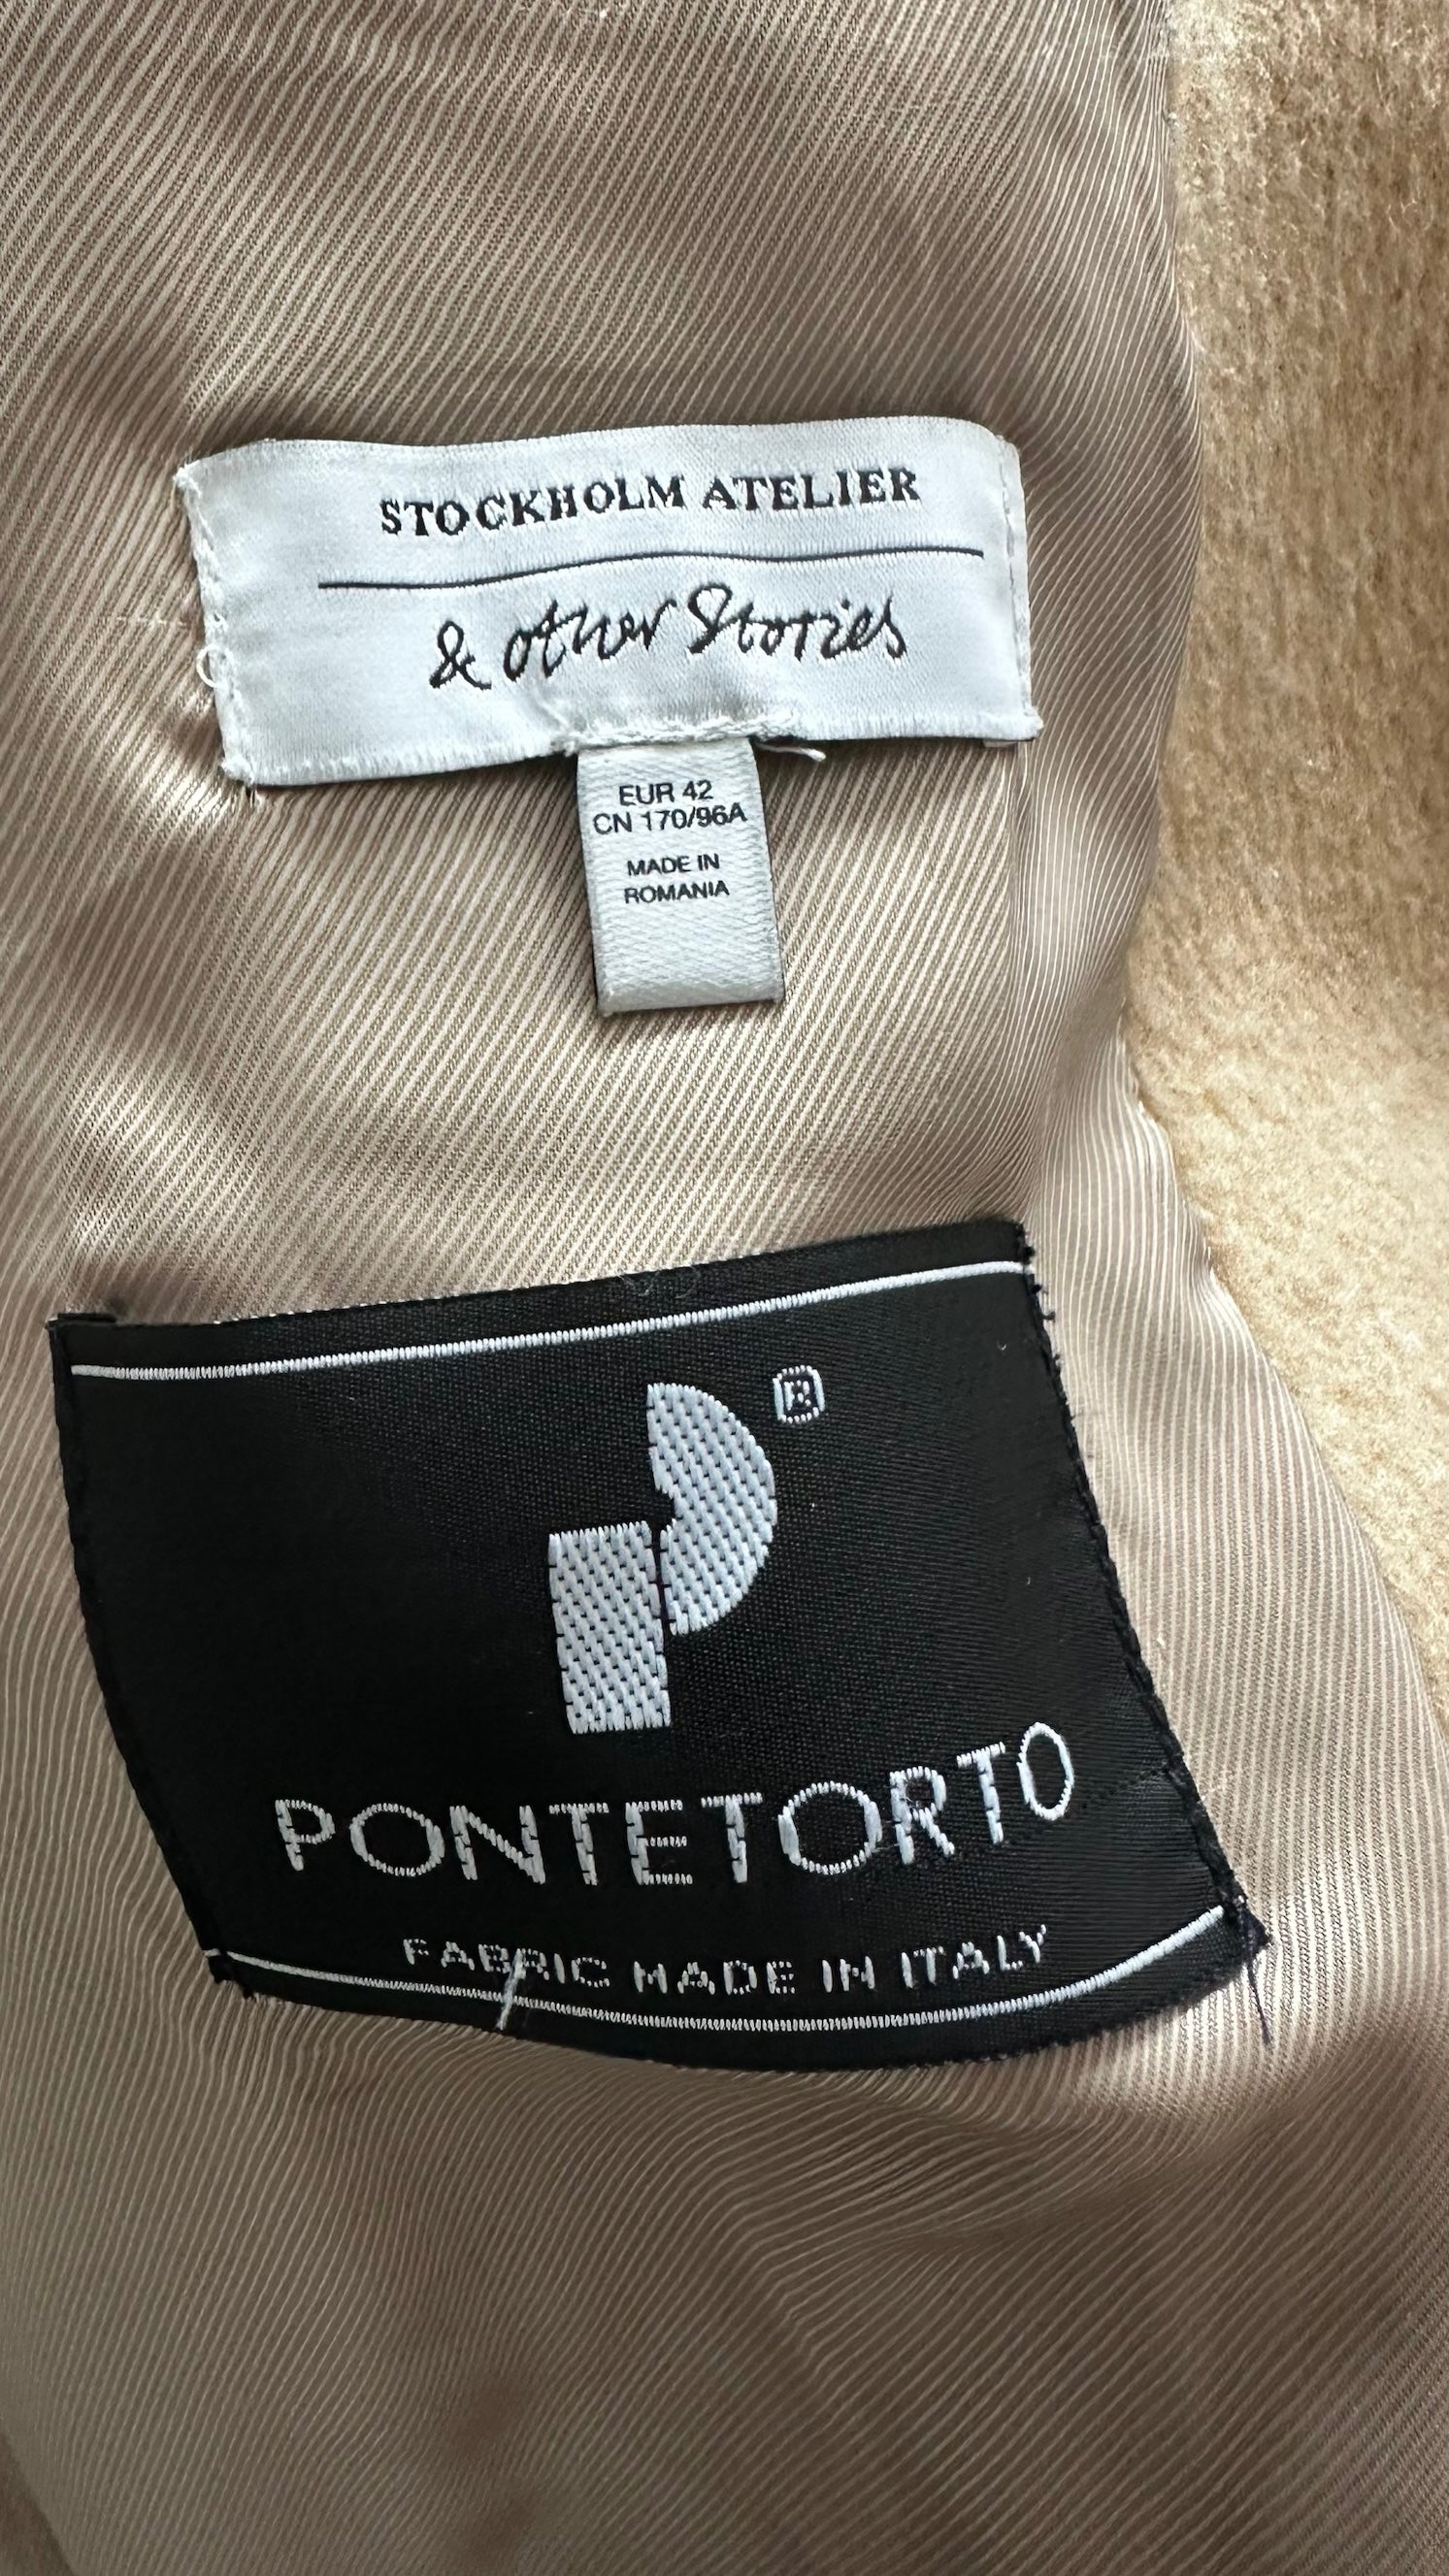 STOCKHOLM ATELIER
& other Stories
EUR 42
CN 170/96A
MADE IN
ROMANIA
®
PONTETORTO
FABRIC MADE IN ITALY